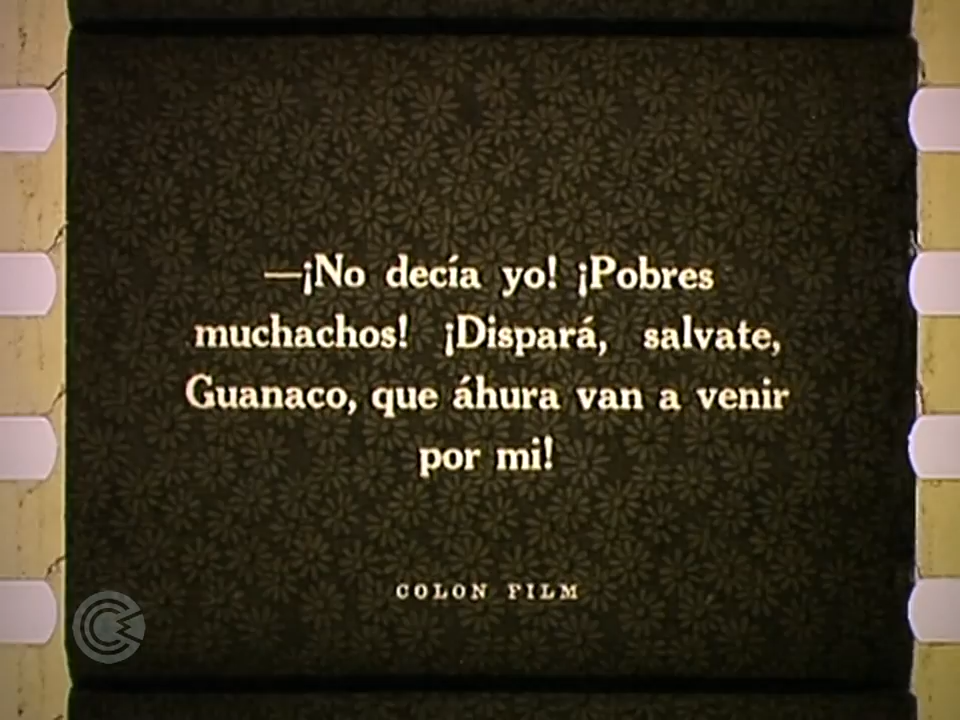 —¡No decía yo! ¡Pobres
muchachos! ¡Dispará, salvate,
Guanaco, que áhura van a venir
por mi!
COLON FILM